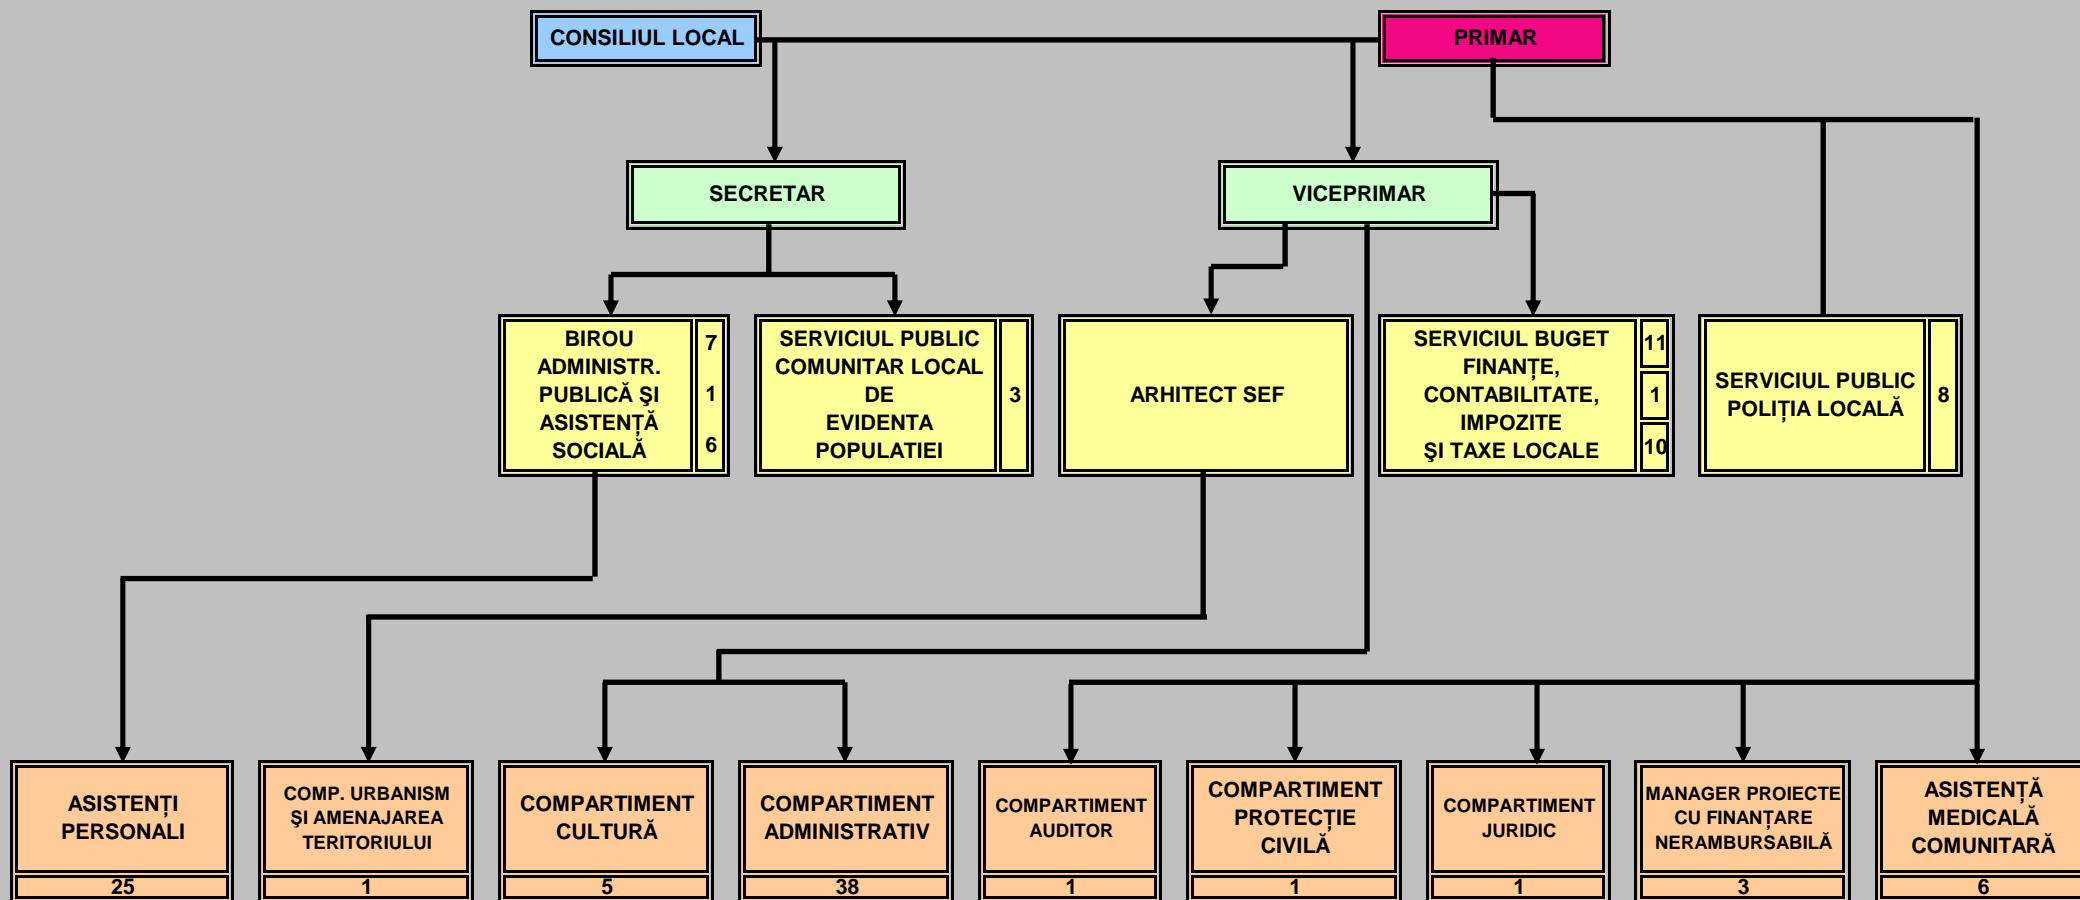 CONSILIUL LOCAL
PRIMAR
SECRETAR
VICEPRIMAR
BIROU
ADMINISTR.
PUBLICĂ ŞI
ASISTENȚĂ
SOCIALĂ
7
1
6
SERVICIUL PUBLIC
COMUNITAR LOCAL
DE
EVIDENTA
POPULATIEI
3
ARHITECT SEF
SERVICIUL BUGET
FINANȚE,
CONTABILITATE,
IMPOZITE
ŞI TAXE LOCALE
11
1
10
SERVICIUL PUBLIC
POLIȚIA LOCALĂ
8
ASISTENȚI
PERSONALI
25
COMP. URBANISM
ŞI AMENAJAREA
TERITORIULUI
1
COMPARTIMENT
CULTURĂ
5
COMPARTIMENT
ADMINISTRATIV
38
COMPARTIMENT
AUDITOR
1
COMPARTIMENT
PROTECȚIE
CIVILĂ
1
COMPARTIMENT
JURIDIC
1
MANAGER PROIECTE
CU FINANȚARE
NERAMBURSABILĂ
3
ASISTENȚĂ
MEDICALĂ
COMUNITARĂ
6